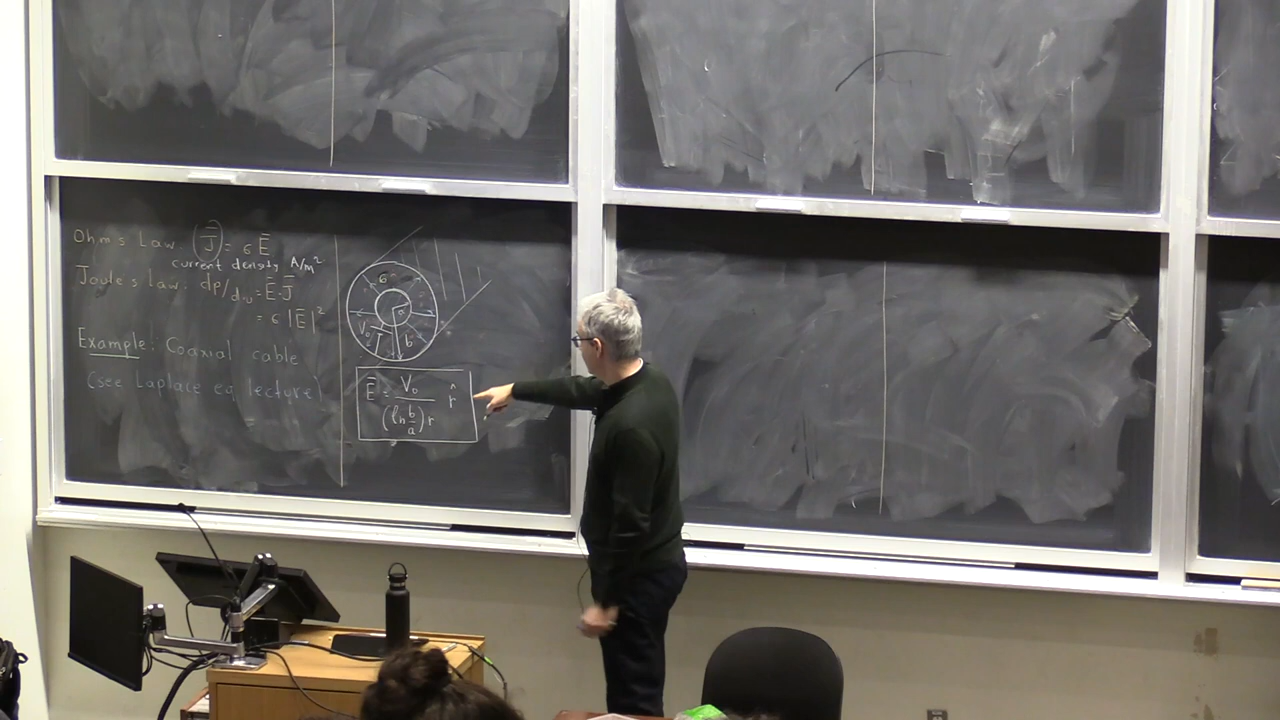 Ohm's Law: (J̄) = σ Ē
current density A/m²
Joule's law: dp/dv = Ē·J̄
= σ |Ē|²
Example: Coaxial cable
(see Laplace eq lecture)
σ
a
V₀
b
Ē = V₀ / (ln b/a) r r̂